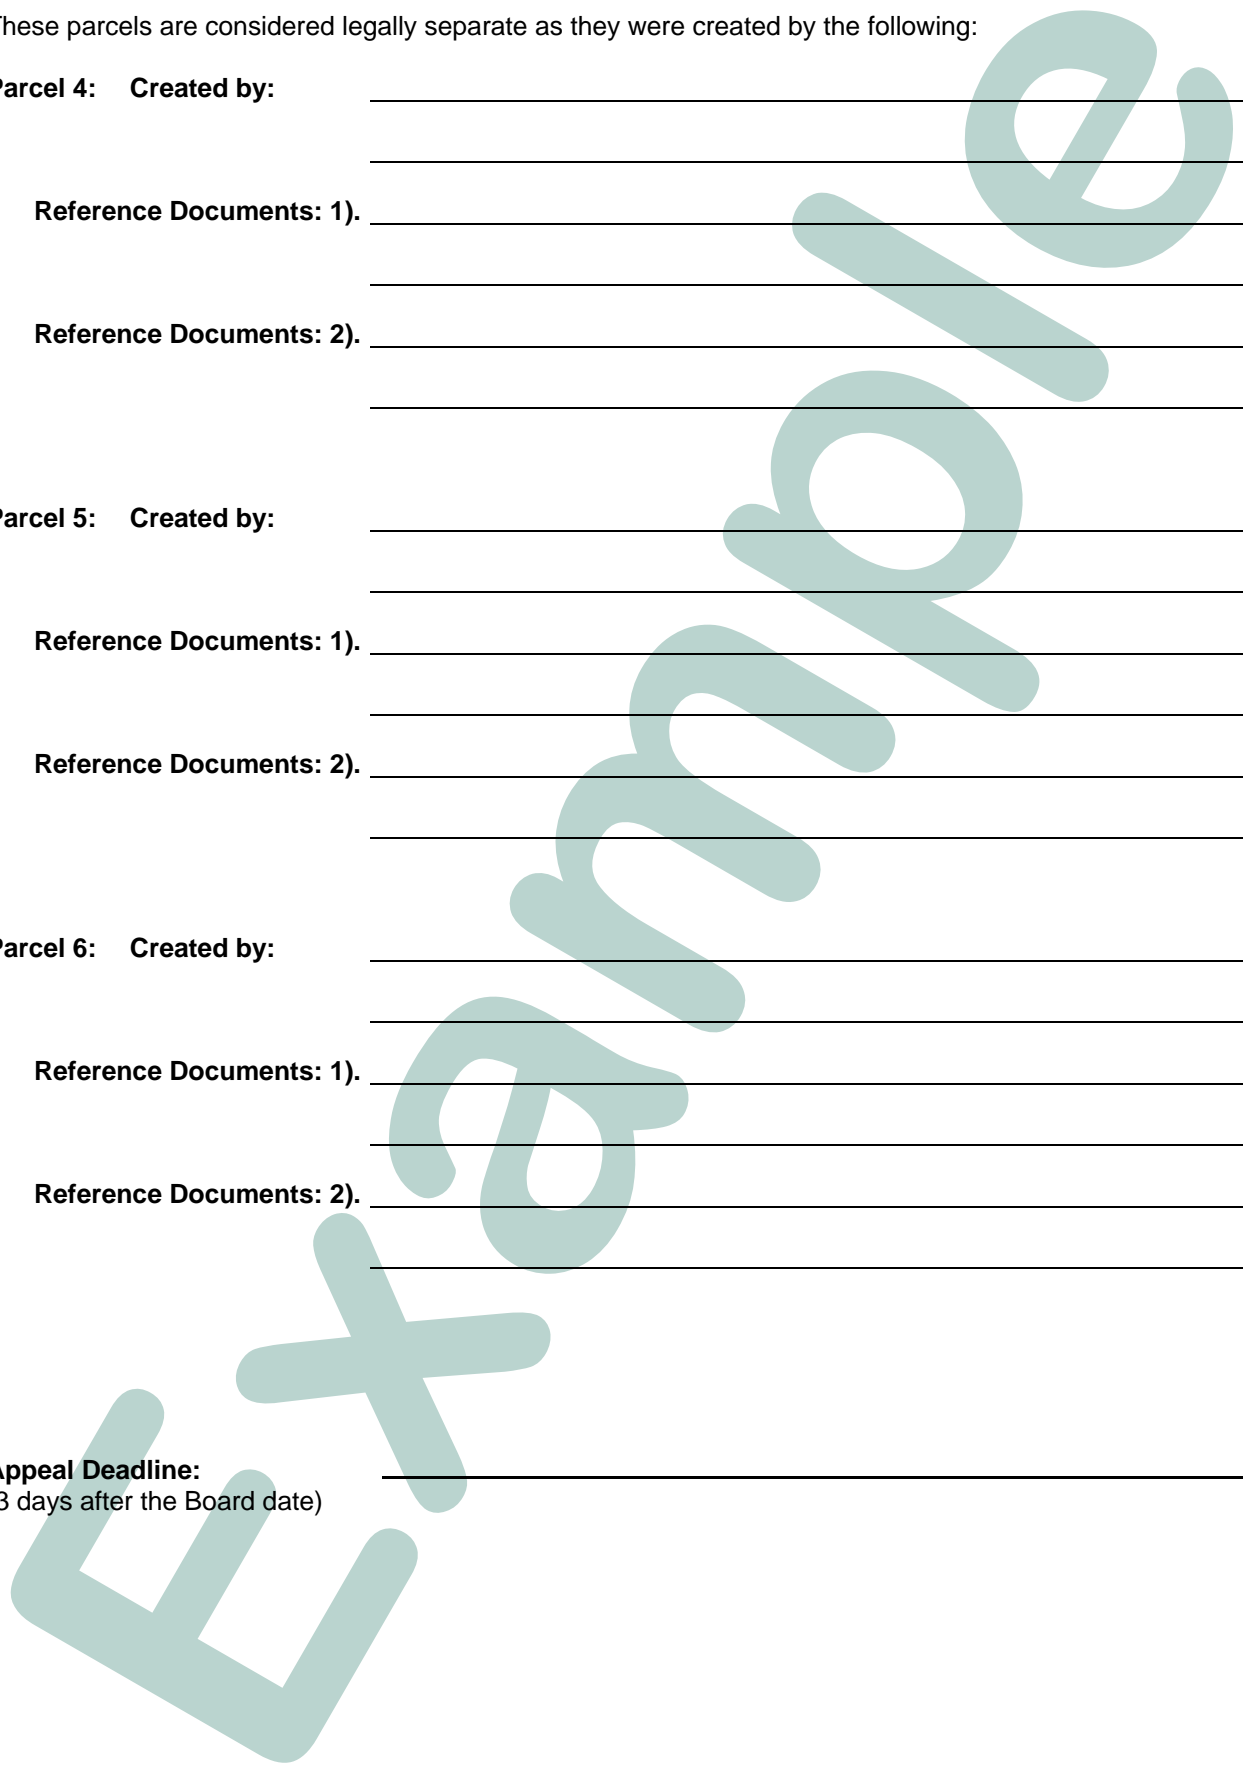 These parcels are considered legally separate as they were created by the following:
Parcel 4: Created by:
Reference Documents: 1).
Reference Documents: 2).
Parcel 5: Created by:
Reference Documents: 1).
Reference Documents: 2).
Parcel 6: Created by:
Reference Documents: 1).
Reference Documents: 2).
Appeal Deadline:
3 days after the Board date)
Example